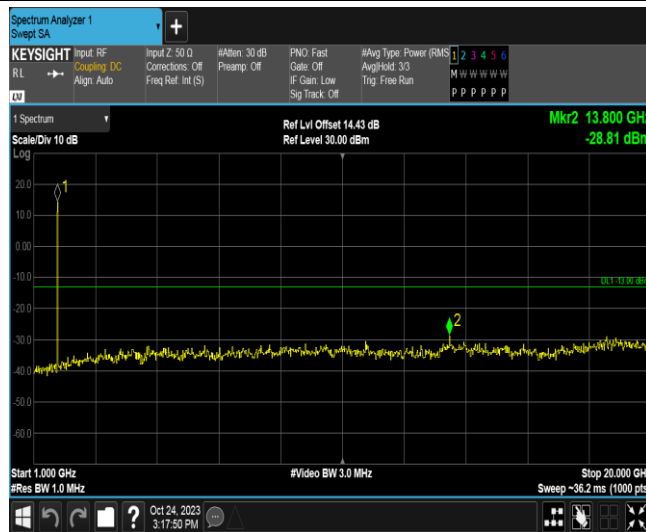 Spectrum Analyzer 1
Swept SA
+
KEYSIGHT Input: RF Input Z: 50 Ω #Atten: 30 dB PNO: Fast #Avg Type: Power (RMS 1 2 3 4 5 6
RL Coupling: DC Corrections: Off Preamp: Off Gate: Off Avg|Hold: 3/3 M W W W W W
Align: Auto Freq Ref: Int (S) IF Gain: Low Trig: Free Run
LXI Sig Track: Off P P P P P P
1 Spectrum
Ref Lvl Offset 14.43 dB Mkr2 13.800 GHz
Scale/Div 10 dB Ref Level 30.00 dBm -28.81 dBm
Log
1
20.0
10.0
0.00
-10.0
DL1 -13.00 dBm
2
-20.0
-30.0
-40.0
-50.0
-60.0
Start 1.000 GHz #Video BW 3.0 MHz Stop 20.000 GHz
#Res BW 1.0 MHz Sweep ~36.2 ms (1000 pts
? Oct 24, 2023
3:17:50 PM